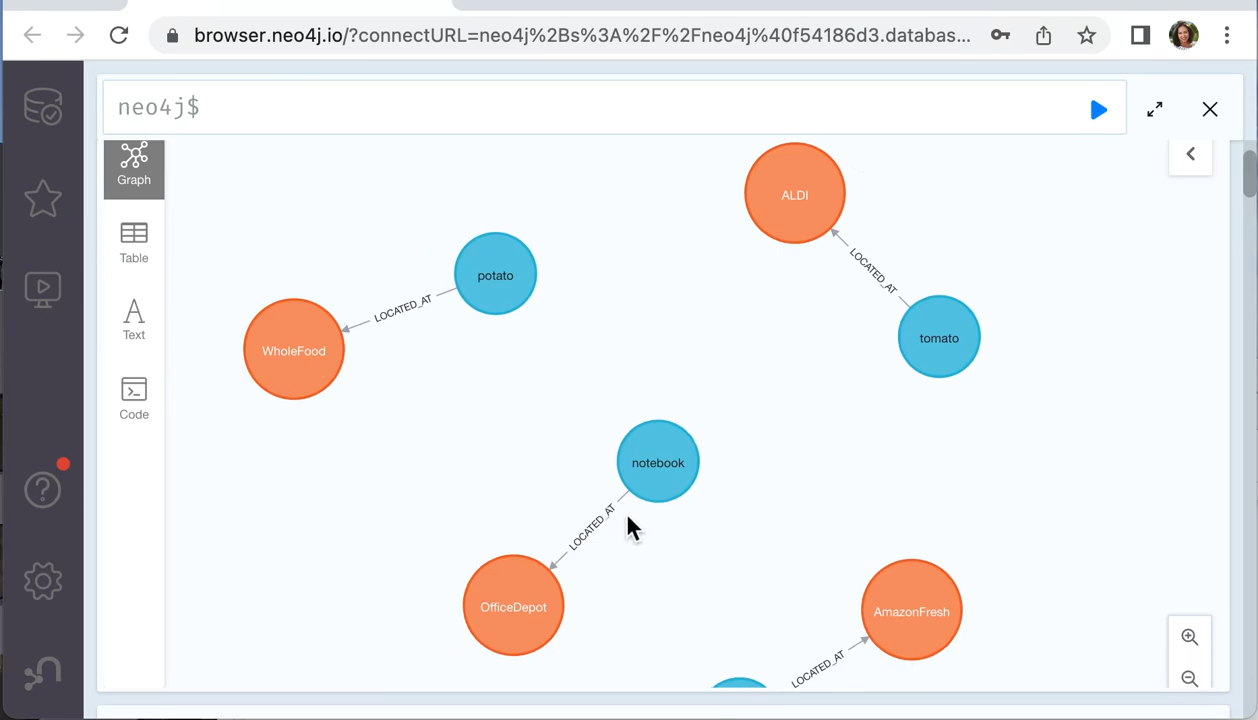 browser.neo4j.io/?connectURL=neo4j%2Bs%3A%2F%2Fneo4j%40f54186d3.databas...
neo4j$
Graph
Table
Text
Code
ALDI
potato
LOCATED_AT
LOCATED_AT
WholeFood
tomato
notebook
LOCATED_AT
OfficeDepot
AmazonFresh
LOCATED_AT